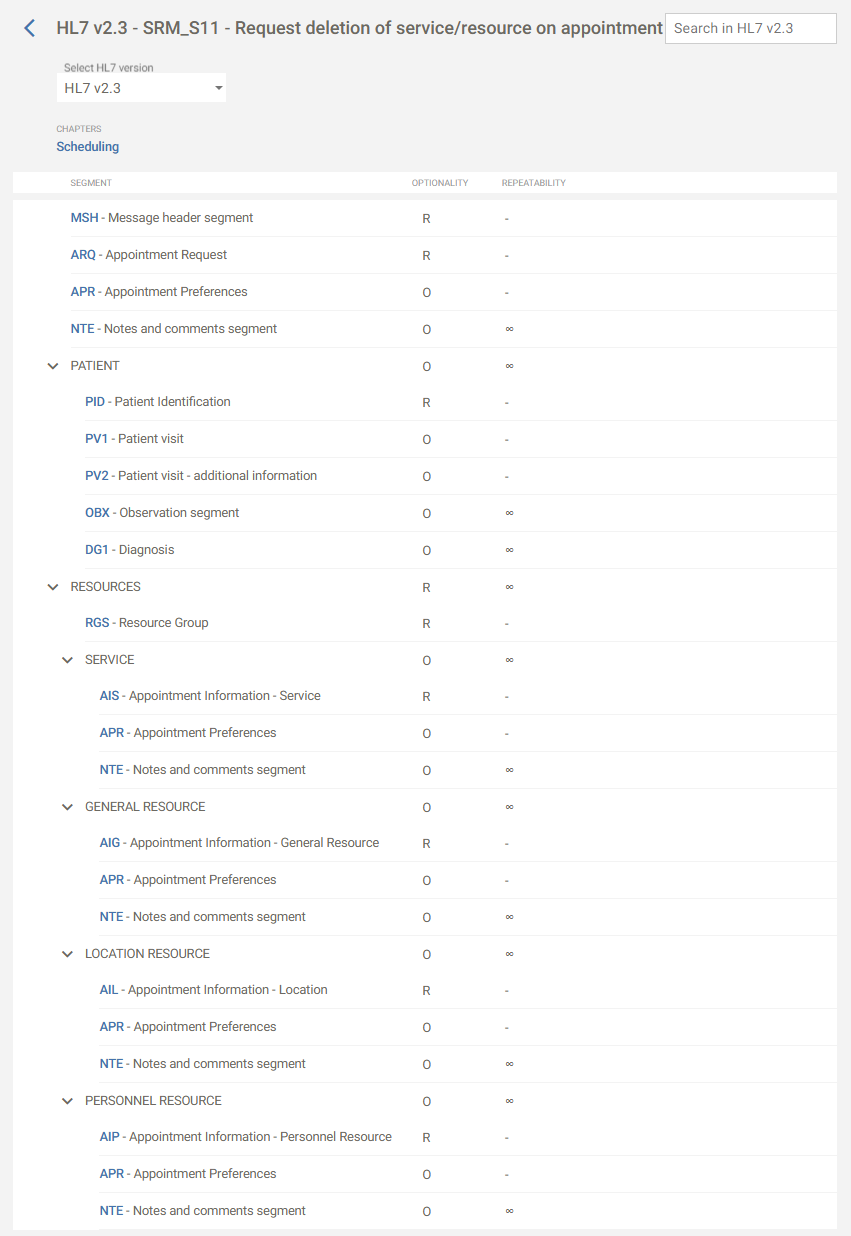 HL7 v2.3 - SRM_S11 - Request deletion of service/resource on appointment Search in HL7 v2.3
Select HL7 version
HL7 v2.3
CHAPTERS
Scheduling
SEGMENT OPTIONALITY REPEATABILITY
MSH - Message header segment R -
ARQ - Appointment Request R -
APR - Appointment Preferences O -
NTE - Notes and comments segment O ∞
PATIENT O ∞
PID - Patient Identification R -
PV1 - Patient visit O -
PV2 - Patient visit - additional information O -
OBX - Observation segment O ∞
DG1 - Diagnosis O ∞
RESOURCES R ∞
RGS - Resource Group R -
SERVICE O ∞
AIS - Appointment Information - Service R -
APR - Appointment Preferences O -
NTE - Notes and comments segment O ∞
GENERAL RESOURCE O ∞
AIG - Appointment Information - General Resource R -
APR - Appointment Preferences O -
NTE - Notes and comments segment O ∞
LOCATION RESOURCE O ∞
AIL - Appointment Information - Location R -
APR - Appointment Preferences O -
NTE - Notes and comments segment O ∞
PERSONNEL RESOURCE O ∞
AIP - Appointment Information - Personnel Resource R -
APR - Appointment Preferences O -
NTE - Notes and comments segment O ∞